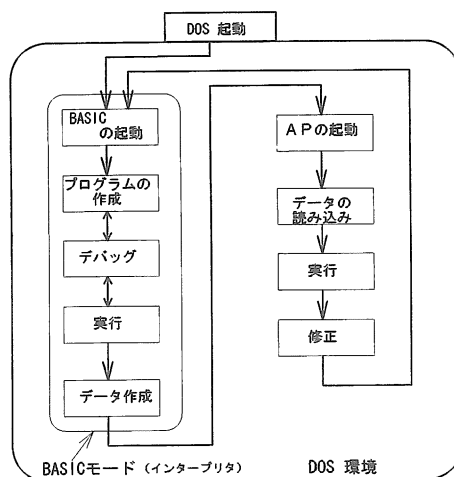 DOS 起動
BASIC
の起動
プログラムの
作成
デバッグ
実行
データ作成
APの起動
データの
読み込み
実行
修正
BASICモード (インタープリタ)
DOS 環境